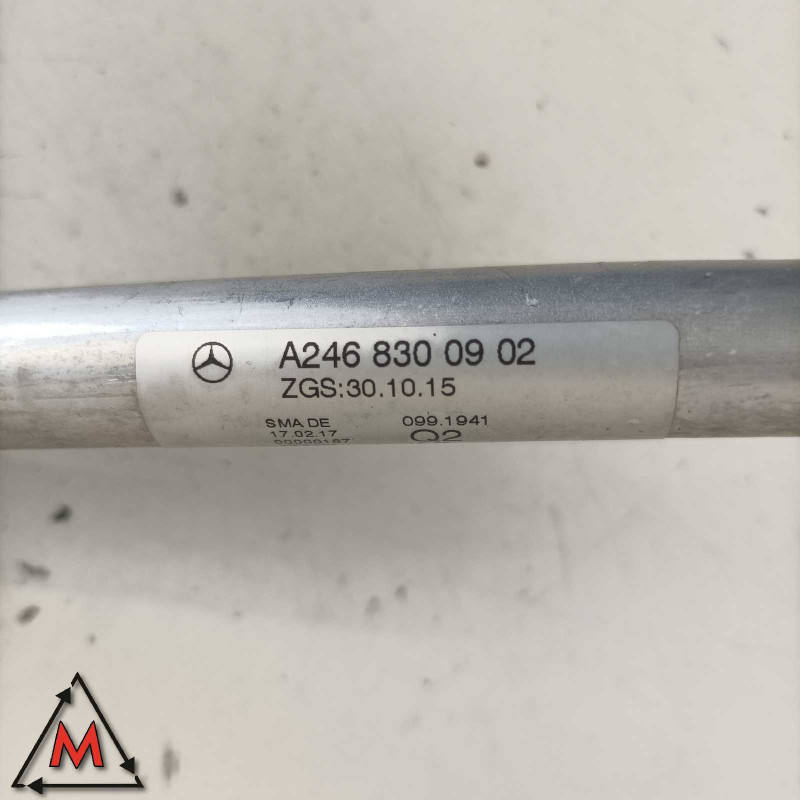 A246 830 09 02
ZGS:30.10.15
SMA DE 099.1941
17.02.17 Q2
M